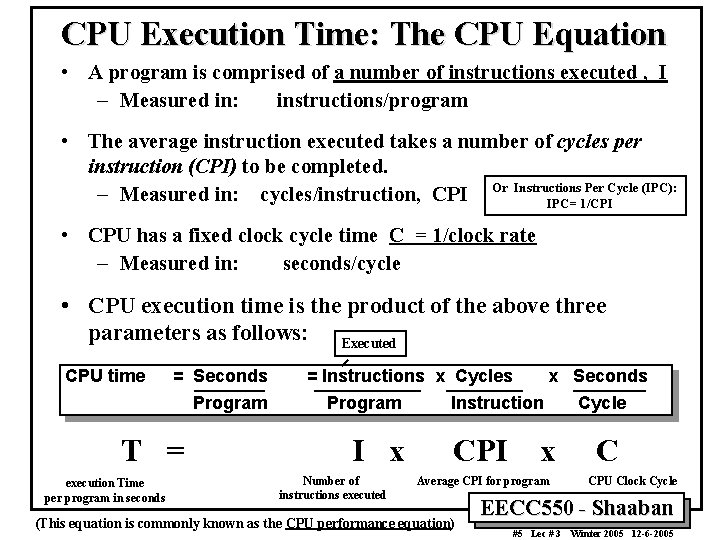 CPU Execution Time: The CPU Equation
• A program is comprised of a number of instructions executed , I
– Measured in: instructions/program
• The average instruction executed takes a number of cycles per
instruction (CPI) to be completed.
– Measured in: cycles/instruction, CPI
Or Instructions Per Cycle (IPC):
IPC= 1/CPI
• CPU has a fixed clock cycle time C = 1/clock rate
– Measured in: seconds/cycle
• CPU execution time is the product of the above three
parameters as follows:
Executed
CPU time = Seconds = Instructions x Cycles x Seconds
Program Program Instruction Cycle
T = I x CPI x C
execution Time
per program in seconds
Number of
instructions executed
Average CPI for program
CPU Clock Cycle
(This equation is commonly known as the CPU performance equation)
EECC550 - Shaaban
#5 Lec # 3 Winter 2005 12-6-2005